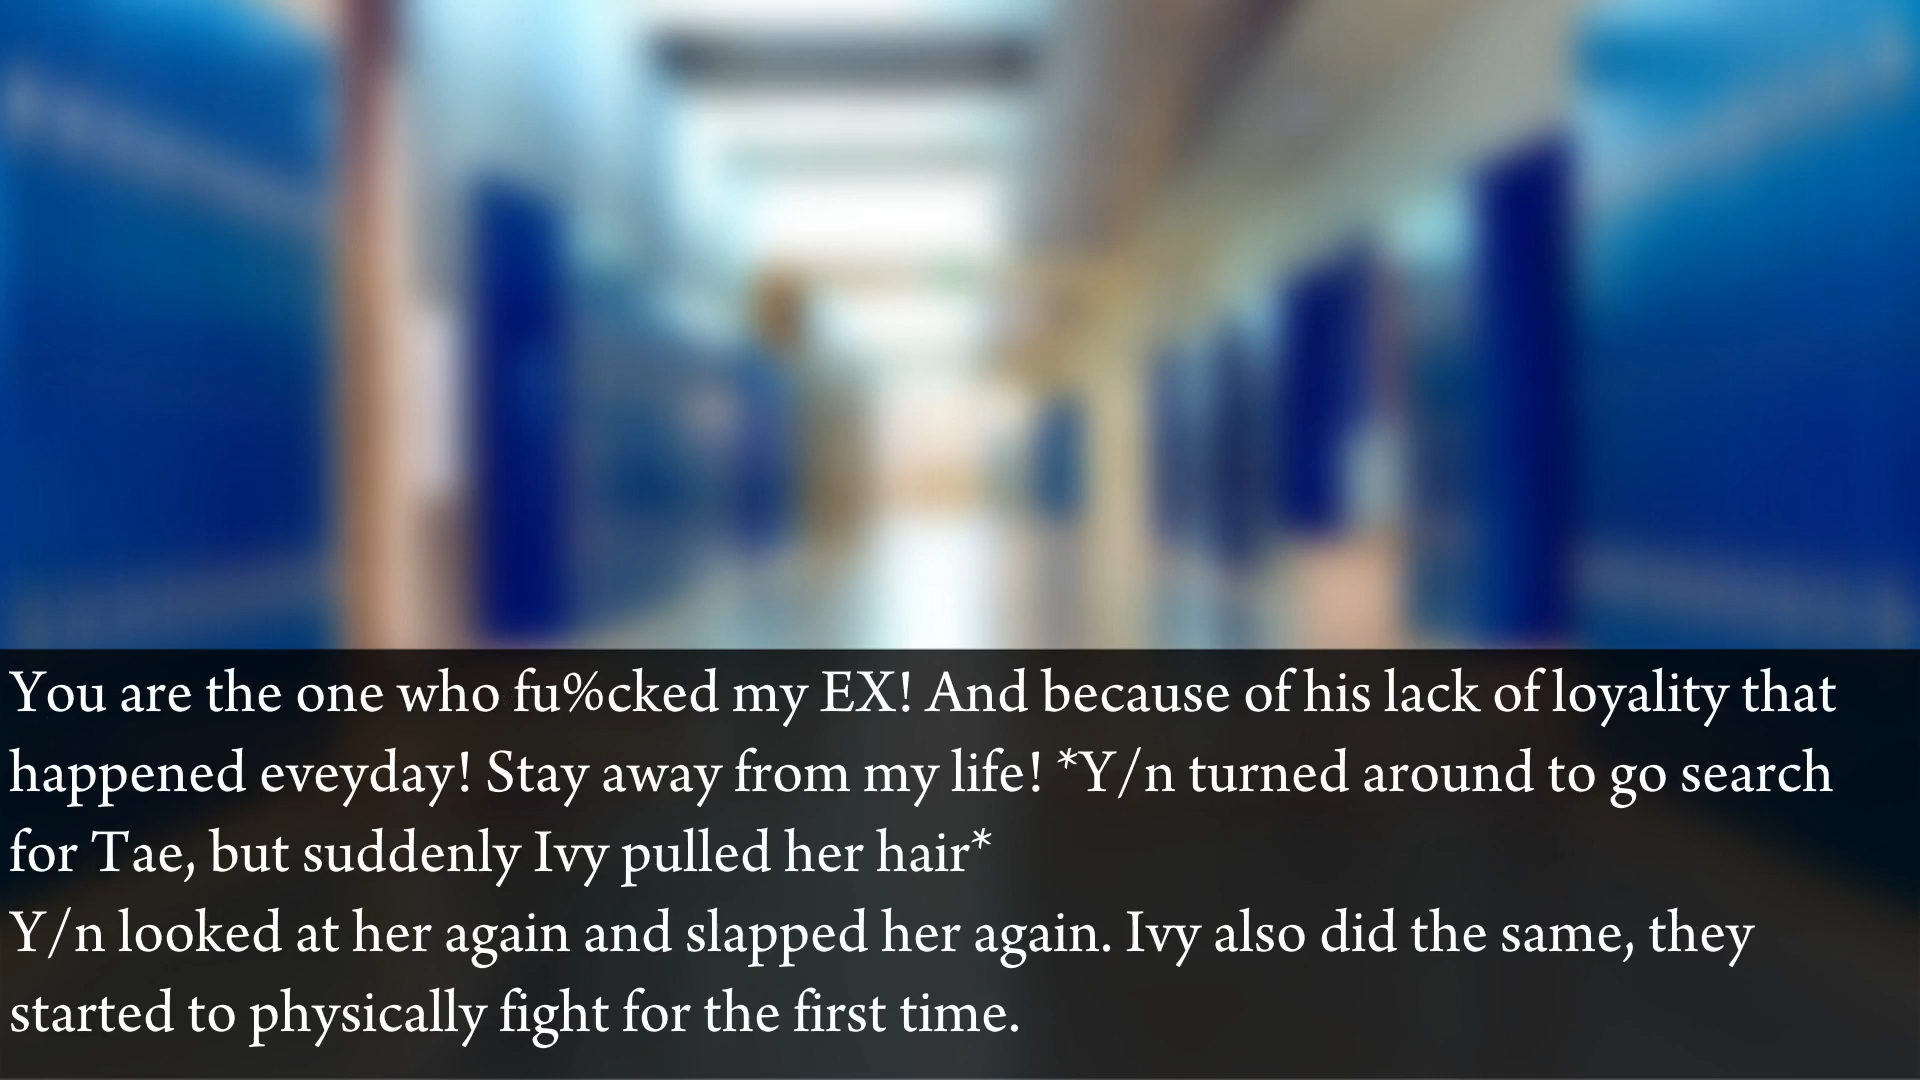 You are the one who fu%cked my EX! And because of his lack of loyality that
happened eveyday! Stay away from my life! *Y/n turned around to go search
for Tae, but suddenly Ivy pulled her hair*
Y/n looked at her again and slapped her again. Ivy also did the same, they
started to physically fight for the first time.